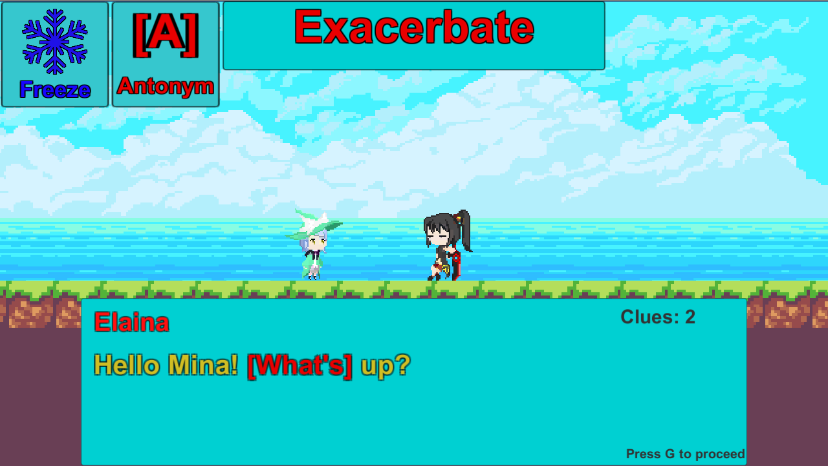 Freeze
[A]
Antonym
Exacerbate
Elaina
Clues: 2
Hello Mina! [What's] up?
Press G to proceed